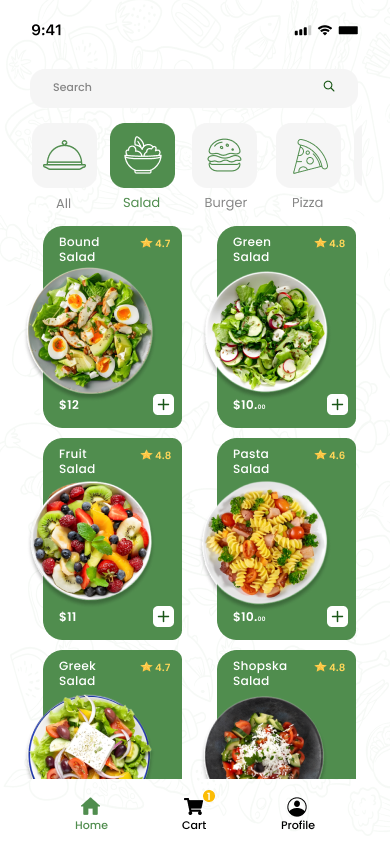 9:41
Search
All
Salad
Burger
Pizza
Bound
Salad
4.7
$12
Green
Salad
4.8
$10.00
Fruit
Salad
4.8
$11
Pasta
Salad
4.6
$10.00
Greek
Salad
4.7
Shopska
Salad
4.8
1
Home
Cart
Profile